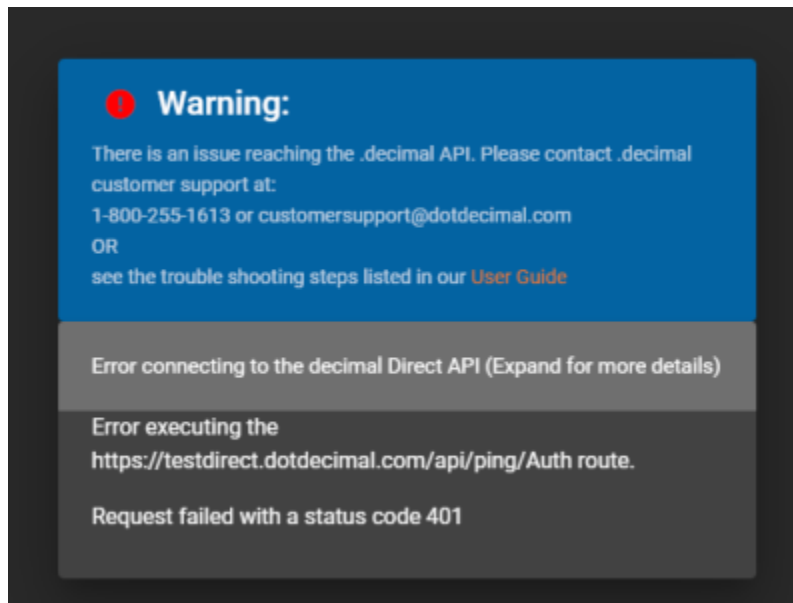 Warning:
There is an issue reaching the .decimal API. Please contact .decimal
customer support at:
1-800-255-1613 or customersupport@dotdecimal.com
OR
see the trouble shooting steps listed in our User Guide
Error connecting to the decimal Direct API (Expand for more details)
Error executing the
https://testdirect.dotdecimal.com/api/ping/Auth route.
Request failed with a status code 401